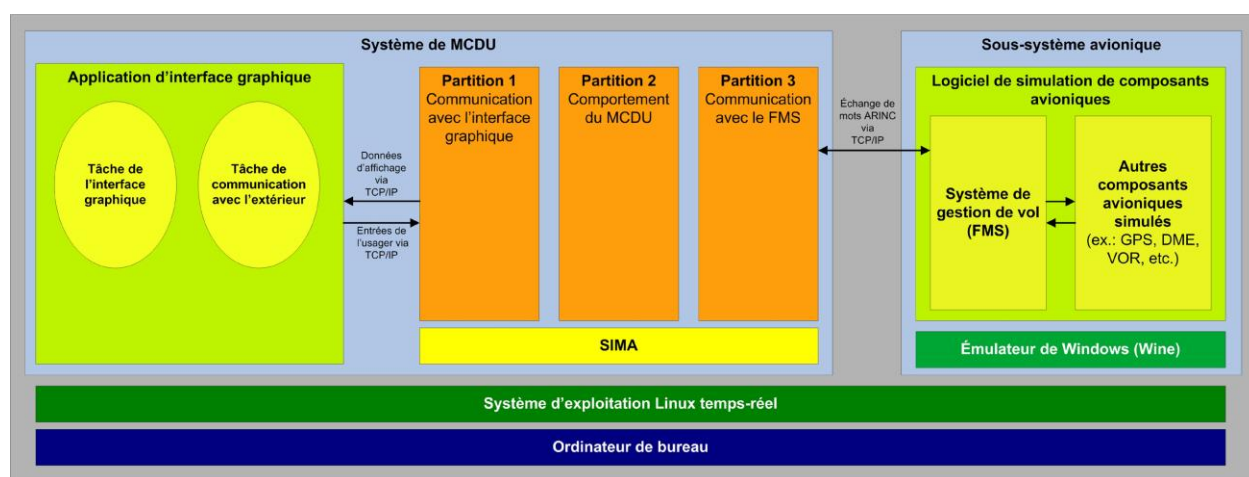 Système de MCDU
Application d'interface graphique
Tâche de
l'interface
graphique
Tâche de
communication
avec l'extérieur
Données
d'affichage
via
TCP/IP
Entrées de
l'usager via
TCP/IP
Partition 1
Communication
avec l'interface
graphique
Partition 2
Comportement
du MCDU
Partition 3
Communication
avec le FMS
SIMA
Échange de
mots ARINC
via
TCP/IP
Sous-système avionique
Logiciel de simulation de composants
avioniques
Système de
gestion de vol
(FMS)
Autres
composants
avioniques
simulés
(ex.: GPS, DME,
VOR, etc.)
Émulateur de Windows (Wine)
Système d'exploitation Linux temps-réel
Ordinateur de bureau